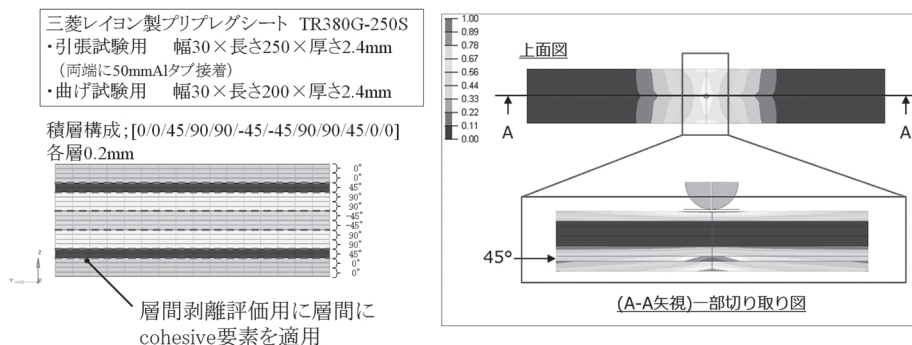 三菱レイヨン製プリプレグシート TR380G-250S
・引張試験用 幅30×長さ250×厚さ2.4mm
（両端に50mmAlタブ接着）
・曲げ試験用 幅30×長さ200×厚さ2.4mm
積層構成;[0/0/45/90/90/-45/-45/90/90/45/0/0]
各層0.2mm
0°
0°
45°
90°
90°
-45°
-45°
90°
90°
45°
0°
0°
Z
Y
層間剥離評価用に層間に
cohesive要素を適用
1.00
0.89
0.78
0.67
0.56
0.44
0.33
0.22
0.11
0.00
上面図
A
A
45°
(A-A矢視)一部切り取り図